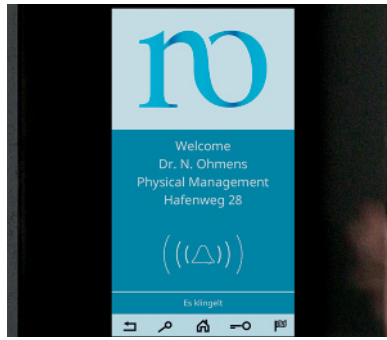 no
Welcome
Dr. N. Ohmens
Physical Management
Hafenweg 28
Es klingelt